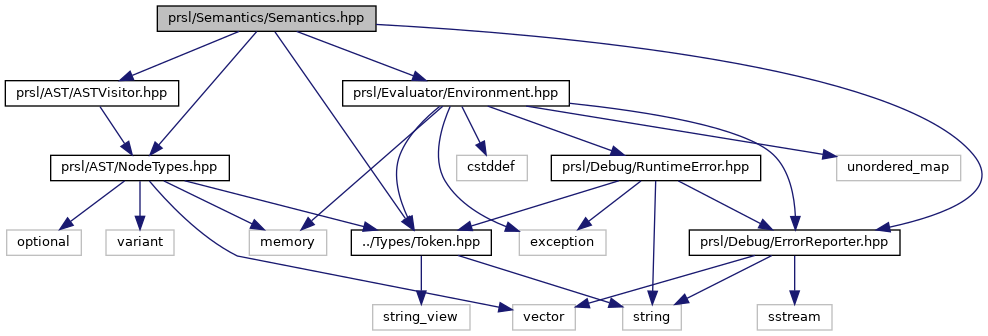 prsl/Semantics/Semantics.hpp
prsl/AST/ASTVisitor.hpp
prsl/Evaluator/Environment.hpp
prsl/AST/NodeTypes.hpp
cstddef
prsl/Debug/RuntimeError.hpp
unordered_map
optional
variant
memory
../Types/Token.hpp
exception
prsl/Debug/ErrorReporter.hpp
string_view
vector
string
sstream